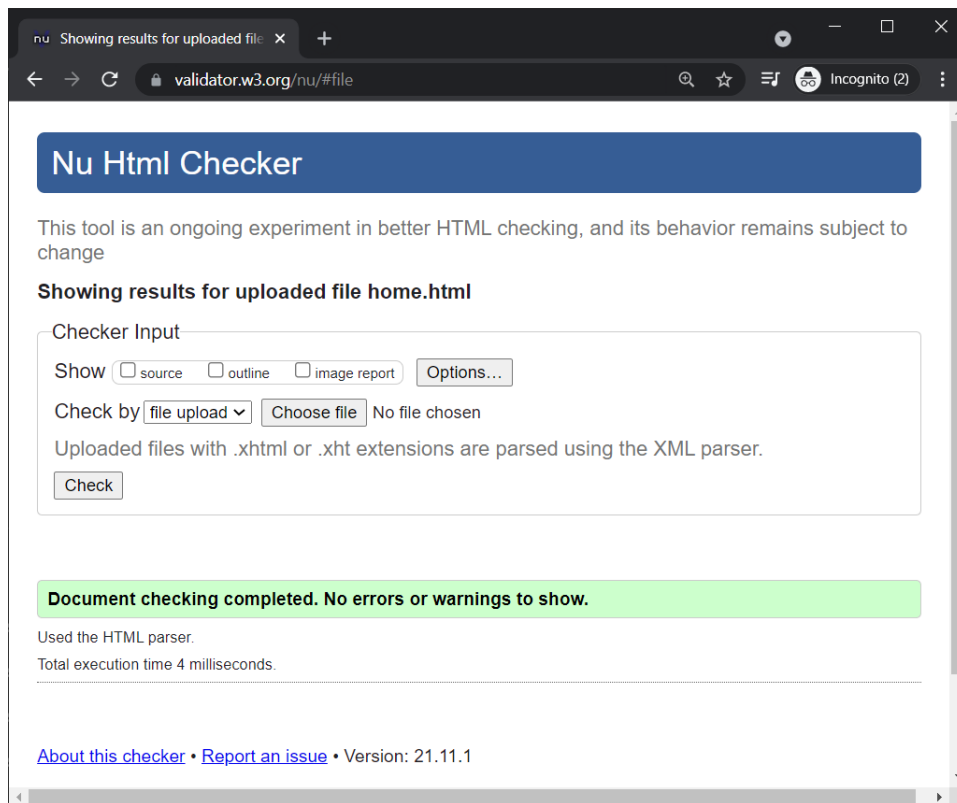 nu Showing results for uploaded file
validator.w3.org/nu/#file
Incognito (2)
Nu Html Checker
This tool is an ongoing experiment in better HTML checking, and its behavior remains subject to
change
Showing results for uploaded file home.html
Checker Input
Show source outline image report Options...
Check by file upload Choose file No file chosen
Uploaded files with .xhtml or .xht extensions are parsed using the XML parser.
Check
Document checking completed. No errors or warnings to show.
Used the HTML parser.
Total execution time 4 milliseconds.
About this checker • Report an issue • Version: 21.11.1